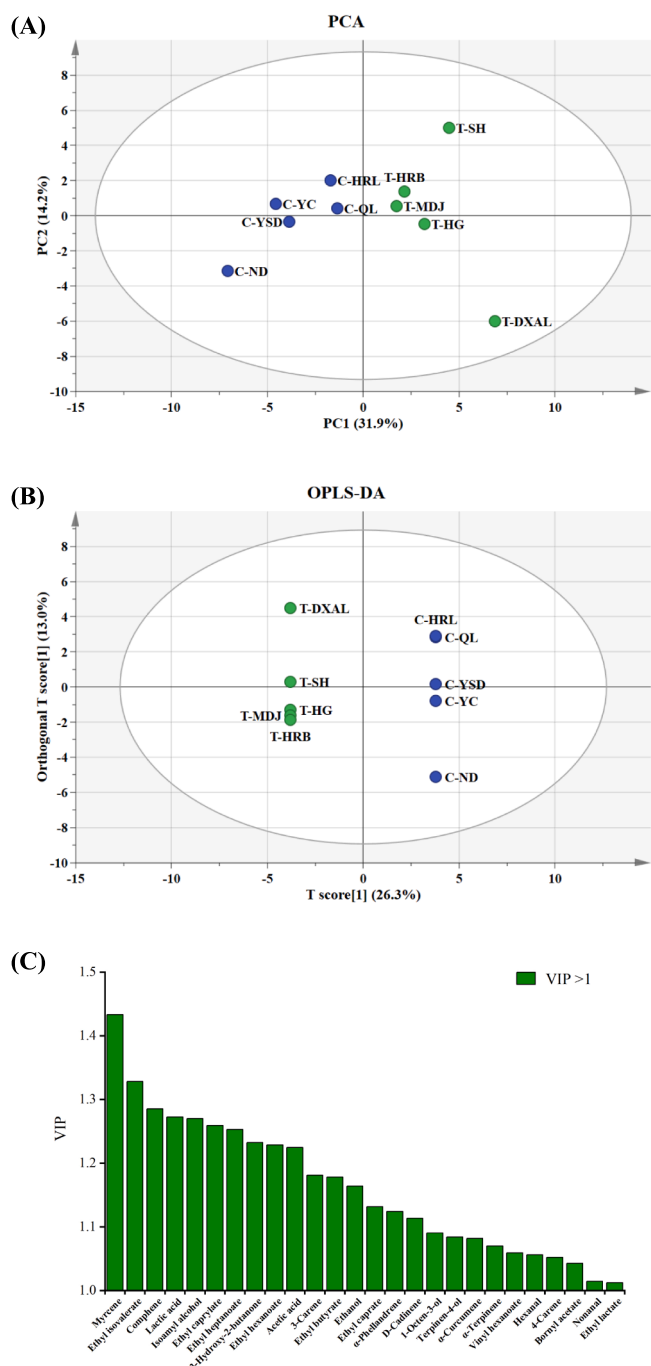 (A)
PCA
8
6
4
2
0
-2
-4
-6
-8
-10
PC2 (14.2%)
T-SH
C-HRL
T-HRB
C-YC
C-QL
T-MDJ
C-YSD
T-HG
C-ND
T-DXAL
-15
-10
-5
0
5
10
PC1 (31.9%)
(B)
OPLS-DA
8
6
4
2
0
-2
-4
-6
-8
-10
Orthogonal T score[1] (13.0%)
T-DXAL
C-HRL
C-QL
T-SH
C-YSD
C-YC
T-MDJ
T-HG
T-HRB
C-ND
-15
-10
-5
0
5
10
T score[1] (26.3%)
(C)
1.5
1.4
1.3
1.2
1.1
1.0
VIP
VIP >1
Myrcene
Ethyl isovalerate
Comphene
Lactic acid
Isoamyl alcohol
Ethyl caprylate
Ethyl heptanoate
-Hydroxy-2-butanone
Ethyl hexanoate
Acetic acid
3-Carene
Ethyl butyrate
Ethanol
Ethyl caprate
α-Phellandrene
D-Cadinene
1-Octen-3-ol
Terpinen-4-ol
α-Curcumene
α-Terpinene
Vinyl hexanoate
Hexanal
4-Carene
Bornyl acetate
Nonanal
Ethyl lactate